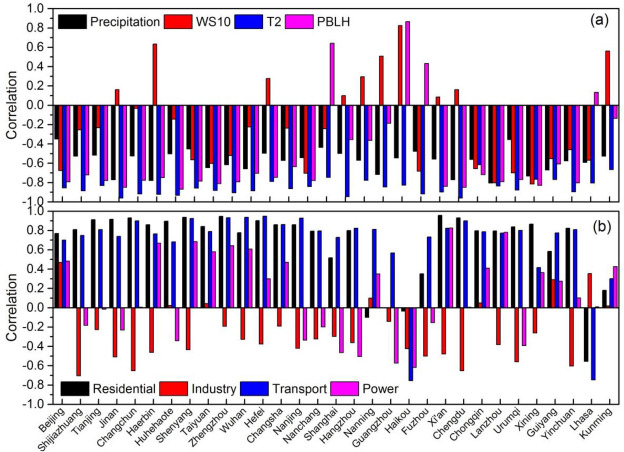 1.0
0.8
0.6
0.4
0.2
0.0
-0.2
-0.4
-0.6
-0.8
-1.0
Correlation
Precipitation WS10 T2 PBLH
(a)
1.0
0.8
0.6
0.4
0.2
0.0
-0.2
-0.4
-0.6
-0.8
-1.0
Correlation
(b)
Residential Industry Transport Power
Beijing
Shijiazhuang
Tianjing
Jinan
Changchun
Haerbin
Huhehaote
Shenyang
Taiyuan
Zhengzhou
Wuhan
Hefei
Changsha
Nanjing
Nanchang
Shanghai
Hangzhou
Nanning
Guangzhou
Haikou
Fuzhou
Xi'an
Chengdu
Chongqin
Lanzhou
Urumqi
Xining
Guiyang
Yinchuan
Lhasa
Kunming